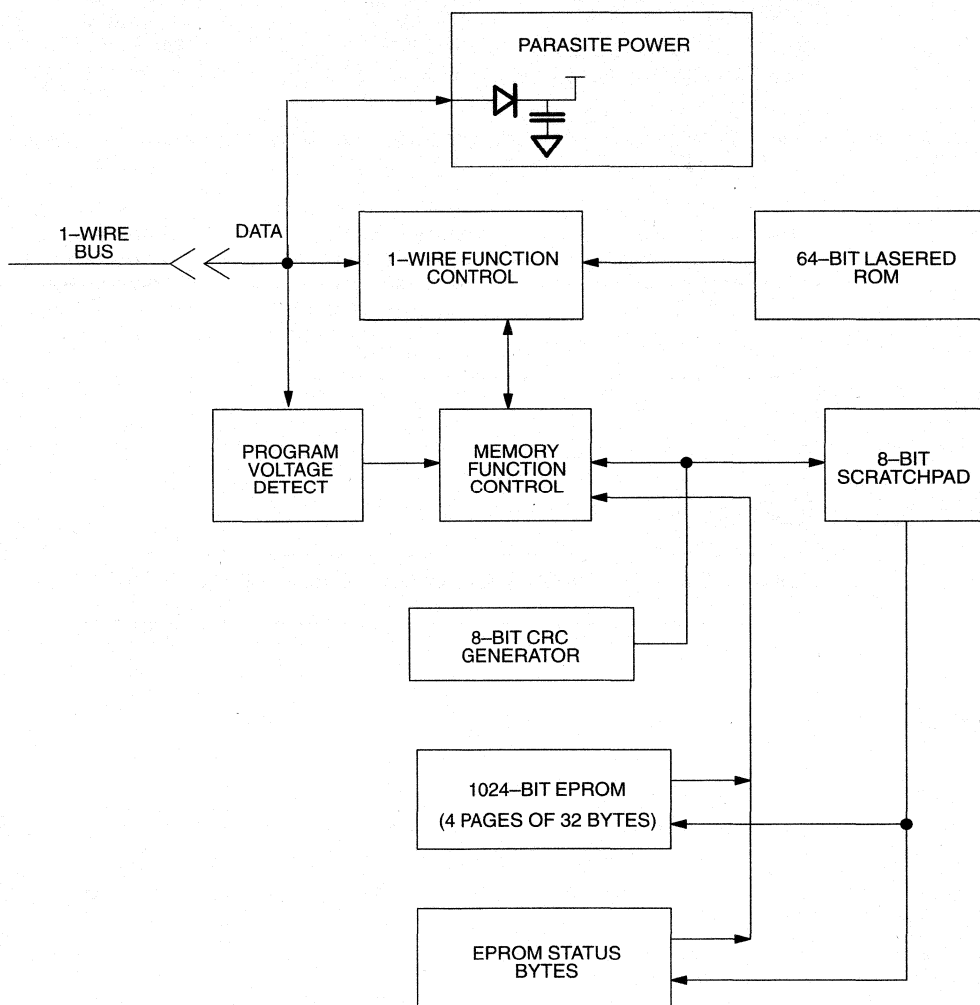 PARASITE POWER
1–WIRE
BUS
DATA
1–WIRE FUNCTION
CONTROL
64–BIT LASERED
ROM
PROGRAM
VOLTAGE
DETECT
MEMORY
FUNCTION
CONTROL
8–BIT
SCRATCHPAD
8–BIT CRC
GENERATOR
1024–BIT EPROM
(4 PAGES OF 32 BYTES)
EPROM STATUS
BYTES